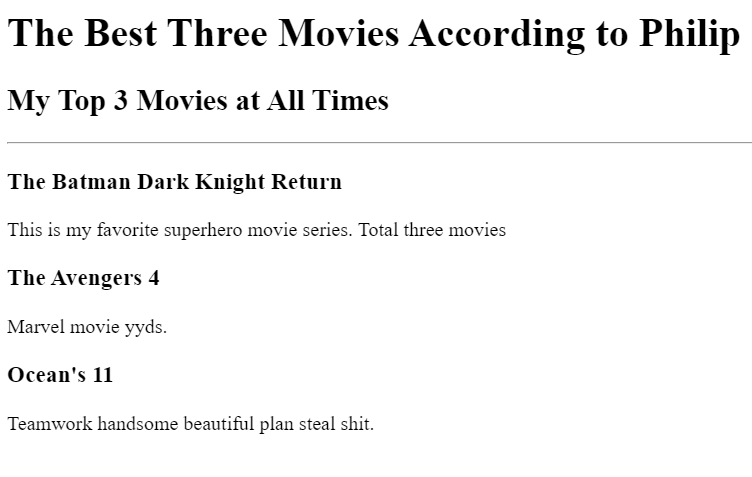 The Best Three Movies According to Philip
My Top 3 Movies at All Times
The Batman Dark Knight Return
This is my favorite superhero movie series. Total three movies
The Avengers 4
Marvel movie yyds.
Ocean's 11
Teamwork handsome beautiful plan steal shit.